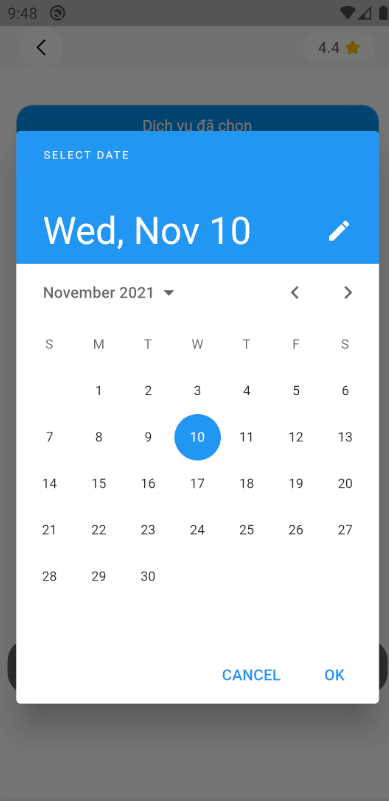 9:48
4.4
Dịch vụ đã chọn
SELECT DATE
Wed, Nov 10
November 2021
S M T W T F S
1 2 3 4 5 6
7 8 9 10 11 12 13
14 15 16 17 18 19 20
21 22 23 24 25 26 27
28 29 30
CANCEL OK